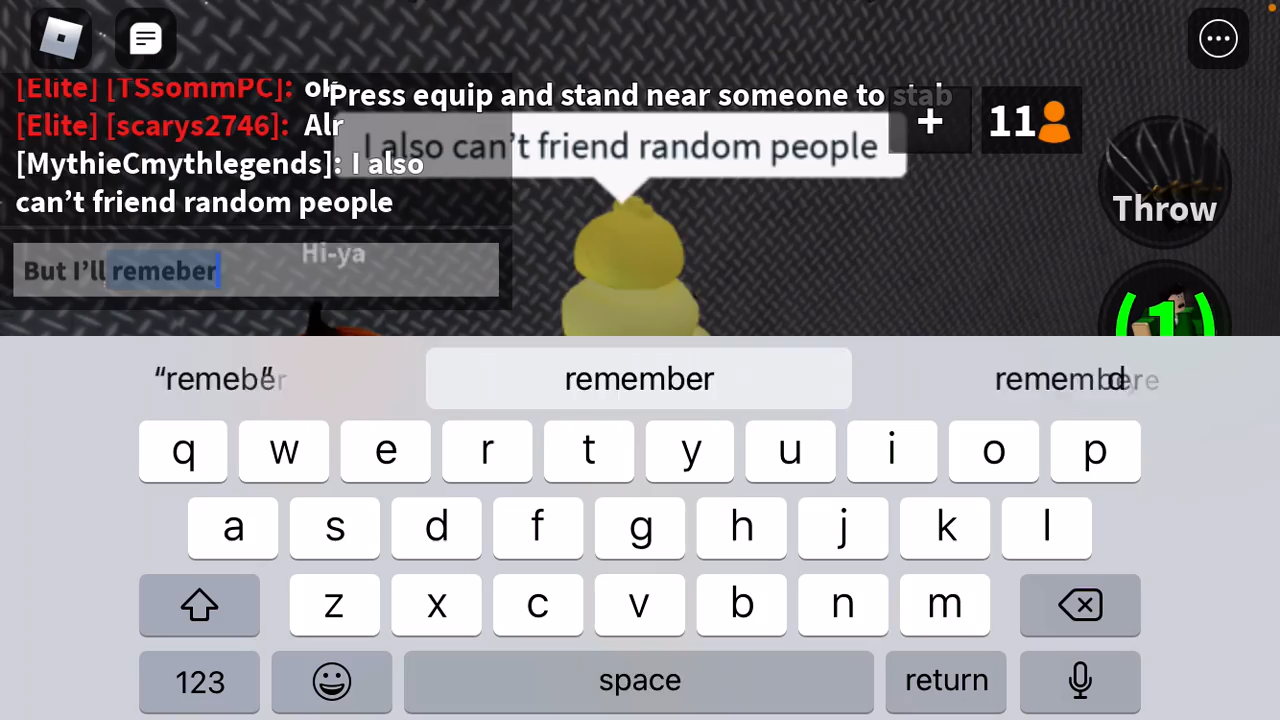 [Elite] [TSsommPC]: ok
Press equip and stand near someone to stab
[Elite] [scarys2746]: Alr
[MythieCmythlegends]: I also
can’t friend random people
I also can’t friend random people
+
11
Throw
Hi-ya
But I’ll remeber
(1)
“remeber”
remember
q w e r t y u i o p
a s d f g h j k l
z x c v b n m
123
space
return